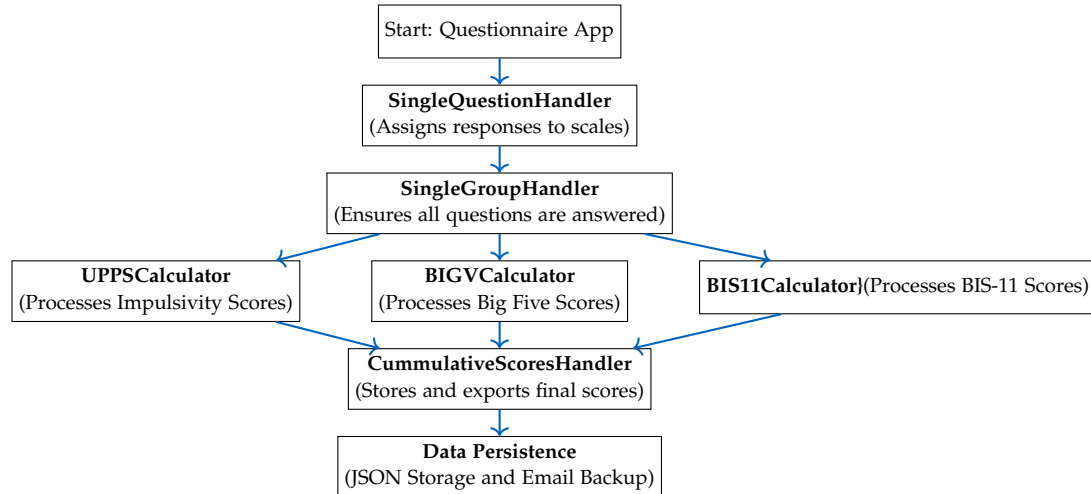 Start: Questionnaire App
SingleQuestionHandler
(Assigns responses to scales)
SingleGroupHandler
(Ensures all questions are answered)
UPPSCalculator
(Processes Impulsivity Scores)
BIGVCalculator
(Processes Big Five Scores)
BIS11Calculator}(Processes BIS-11 Scores)
CummulativeScoresHandler
(Stores and exports final scores)
Data Persistence
(JSON Storage and Email Backup)